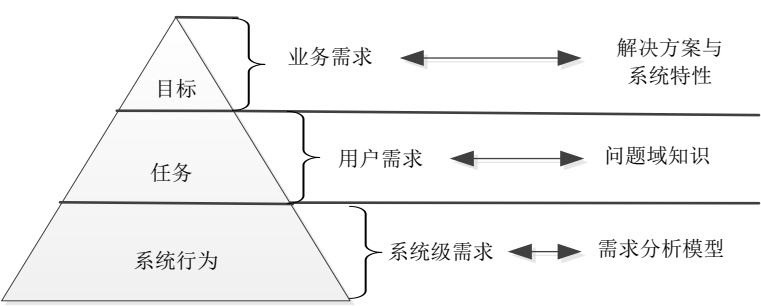 目标
业务需求
解决方案与
系统特性
任务
用户需求
问题域知识
系统行为
系统级需求
需求分析模型